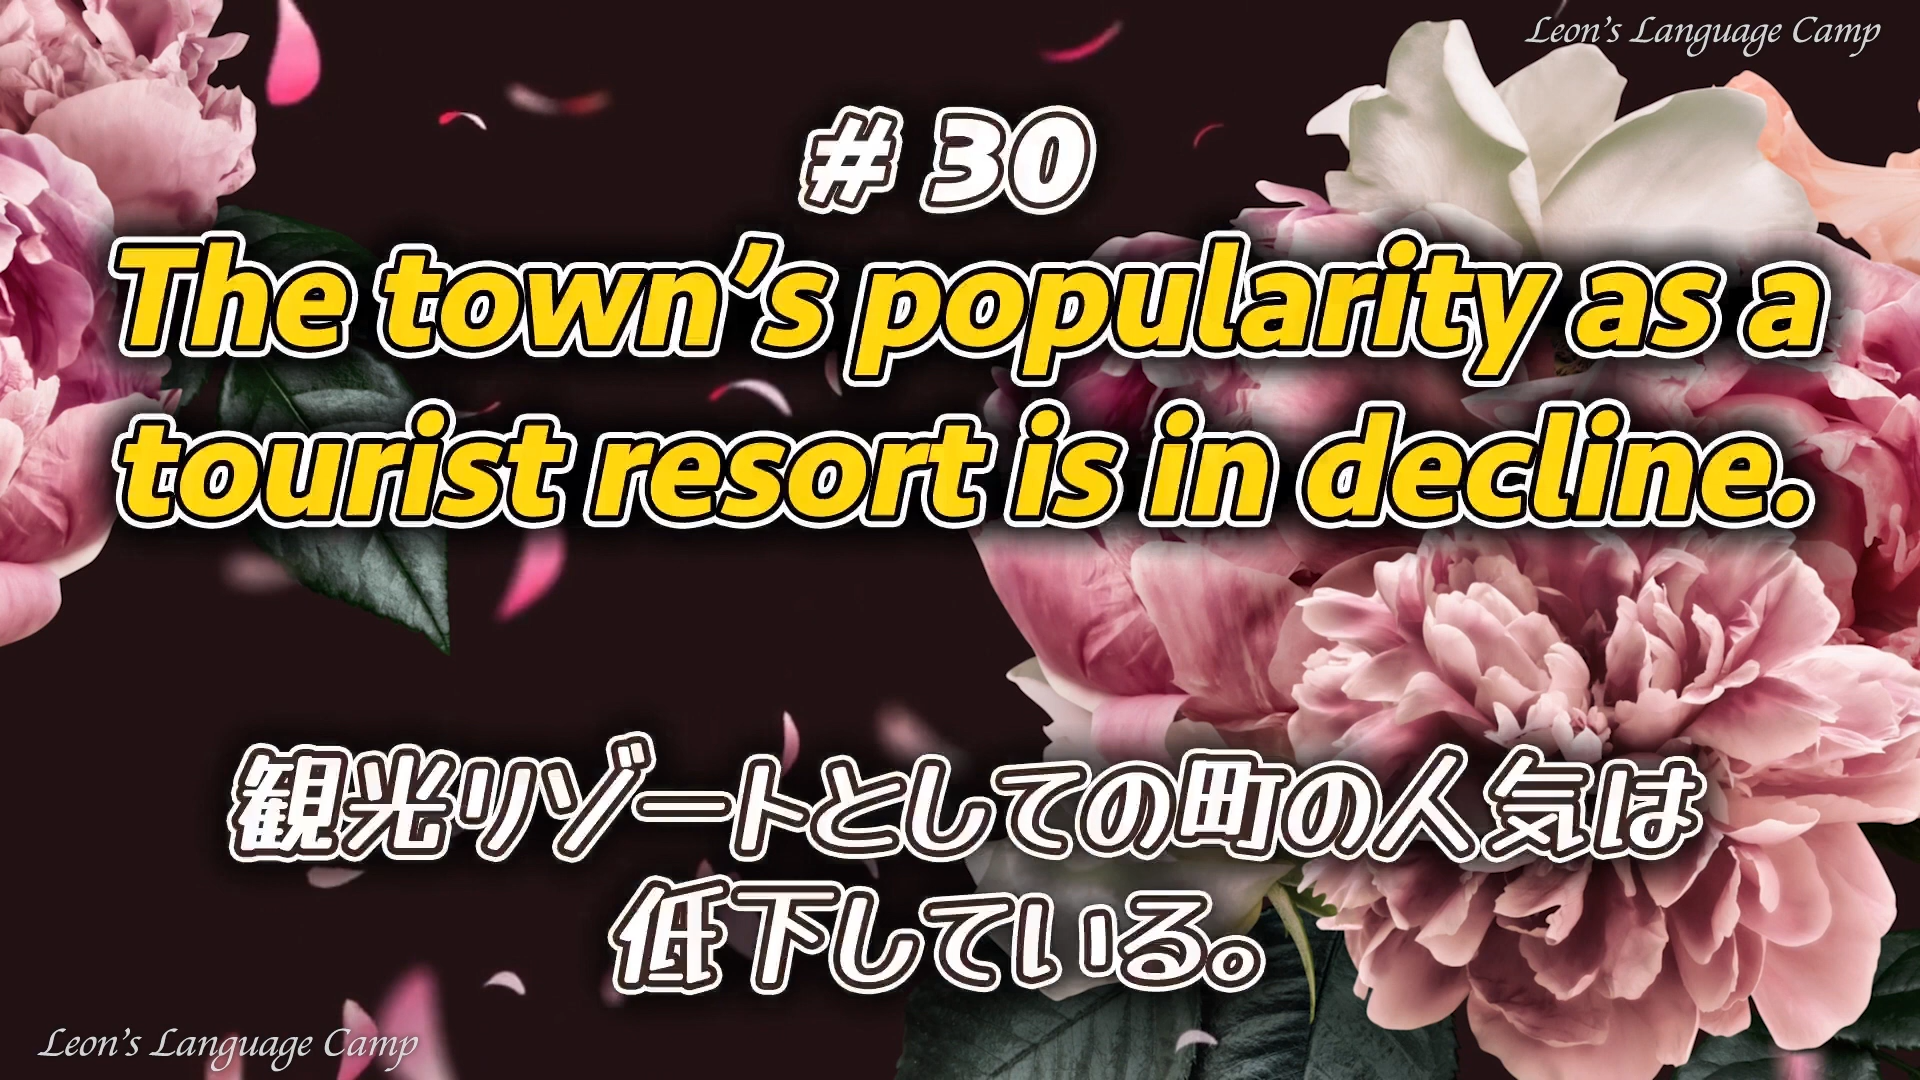 Leon's Language Camp
# 30
The town's popularity as a
tourist resort is in decline.
観光リゾートとしての町の人気は
低下している。
Leon's Language Camp